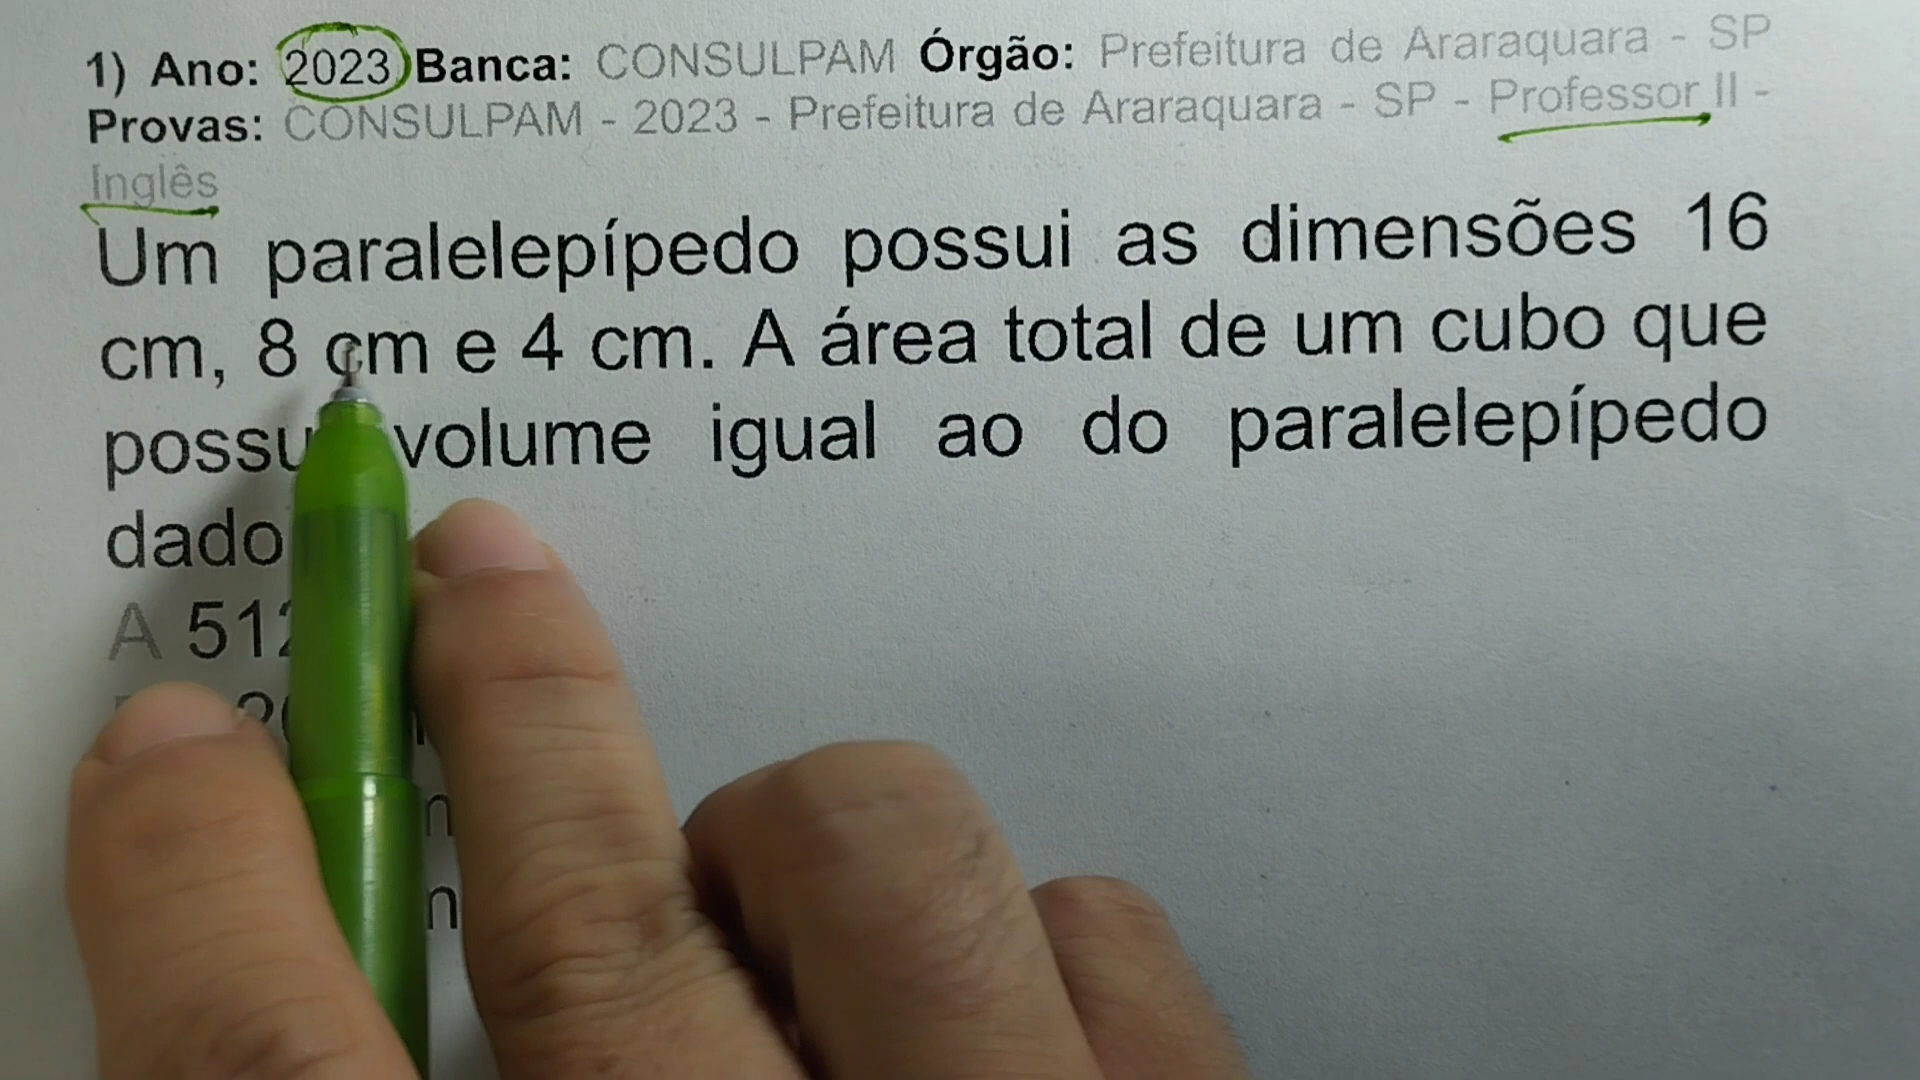 1) Ano: 2023 Banca: CONSULPAM Órgão: Prefeitura de Araraquara - SP
Provas: CONSULPAM - 2023 - Prefeitura de Araraquara - SP - Professor II -
Inglês
Um paralelepípedo possui as dimensões 16
cm, 8 cm e 4 cm. A área total de um cubo que
volume igual ao do paralelepípedo
dado
A